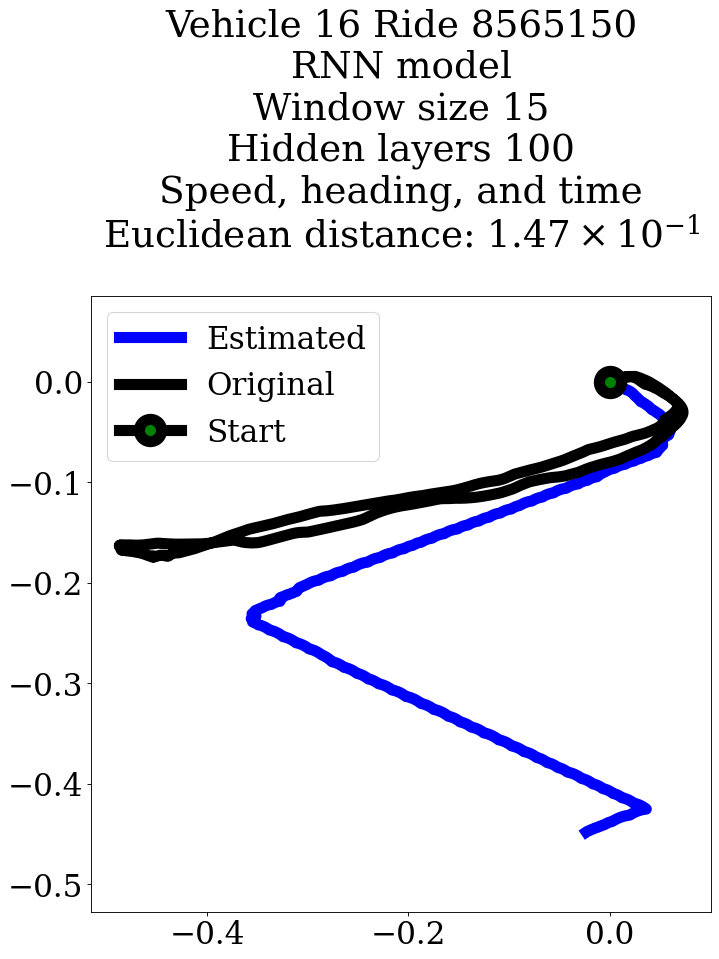 Vehicle 16 Ride 8565150
RNN model
Window size 15
Hidden layers 100
Speed, heading, and time
Euclidean distance: 1.47 × 10⁻¹
Estimated
Original
Start
0.0
−0.1
−0.2
−0.3
−0.4
−0.5
−0.4 −0.2 0.0